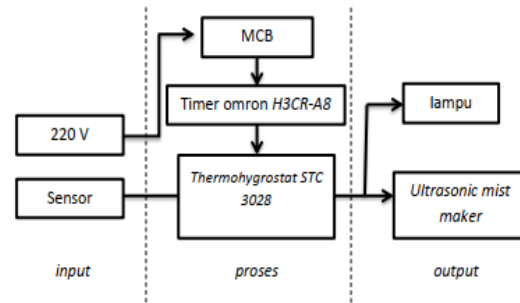 MCB
Timer omron H3CR-A8
220 V
Sensor
Thermohygrostat STC
3028
lampu
Ultrasonic mist
maker
input
proses
output